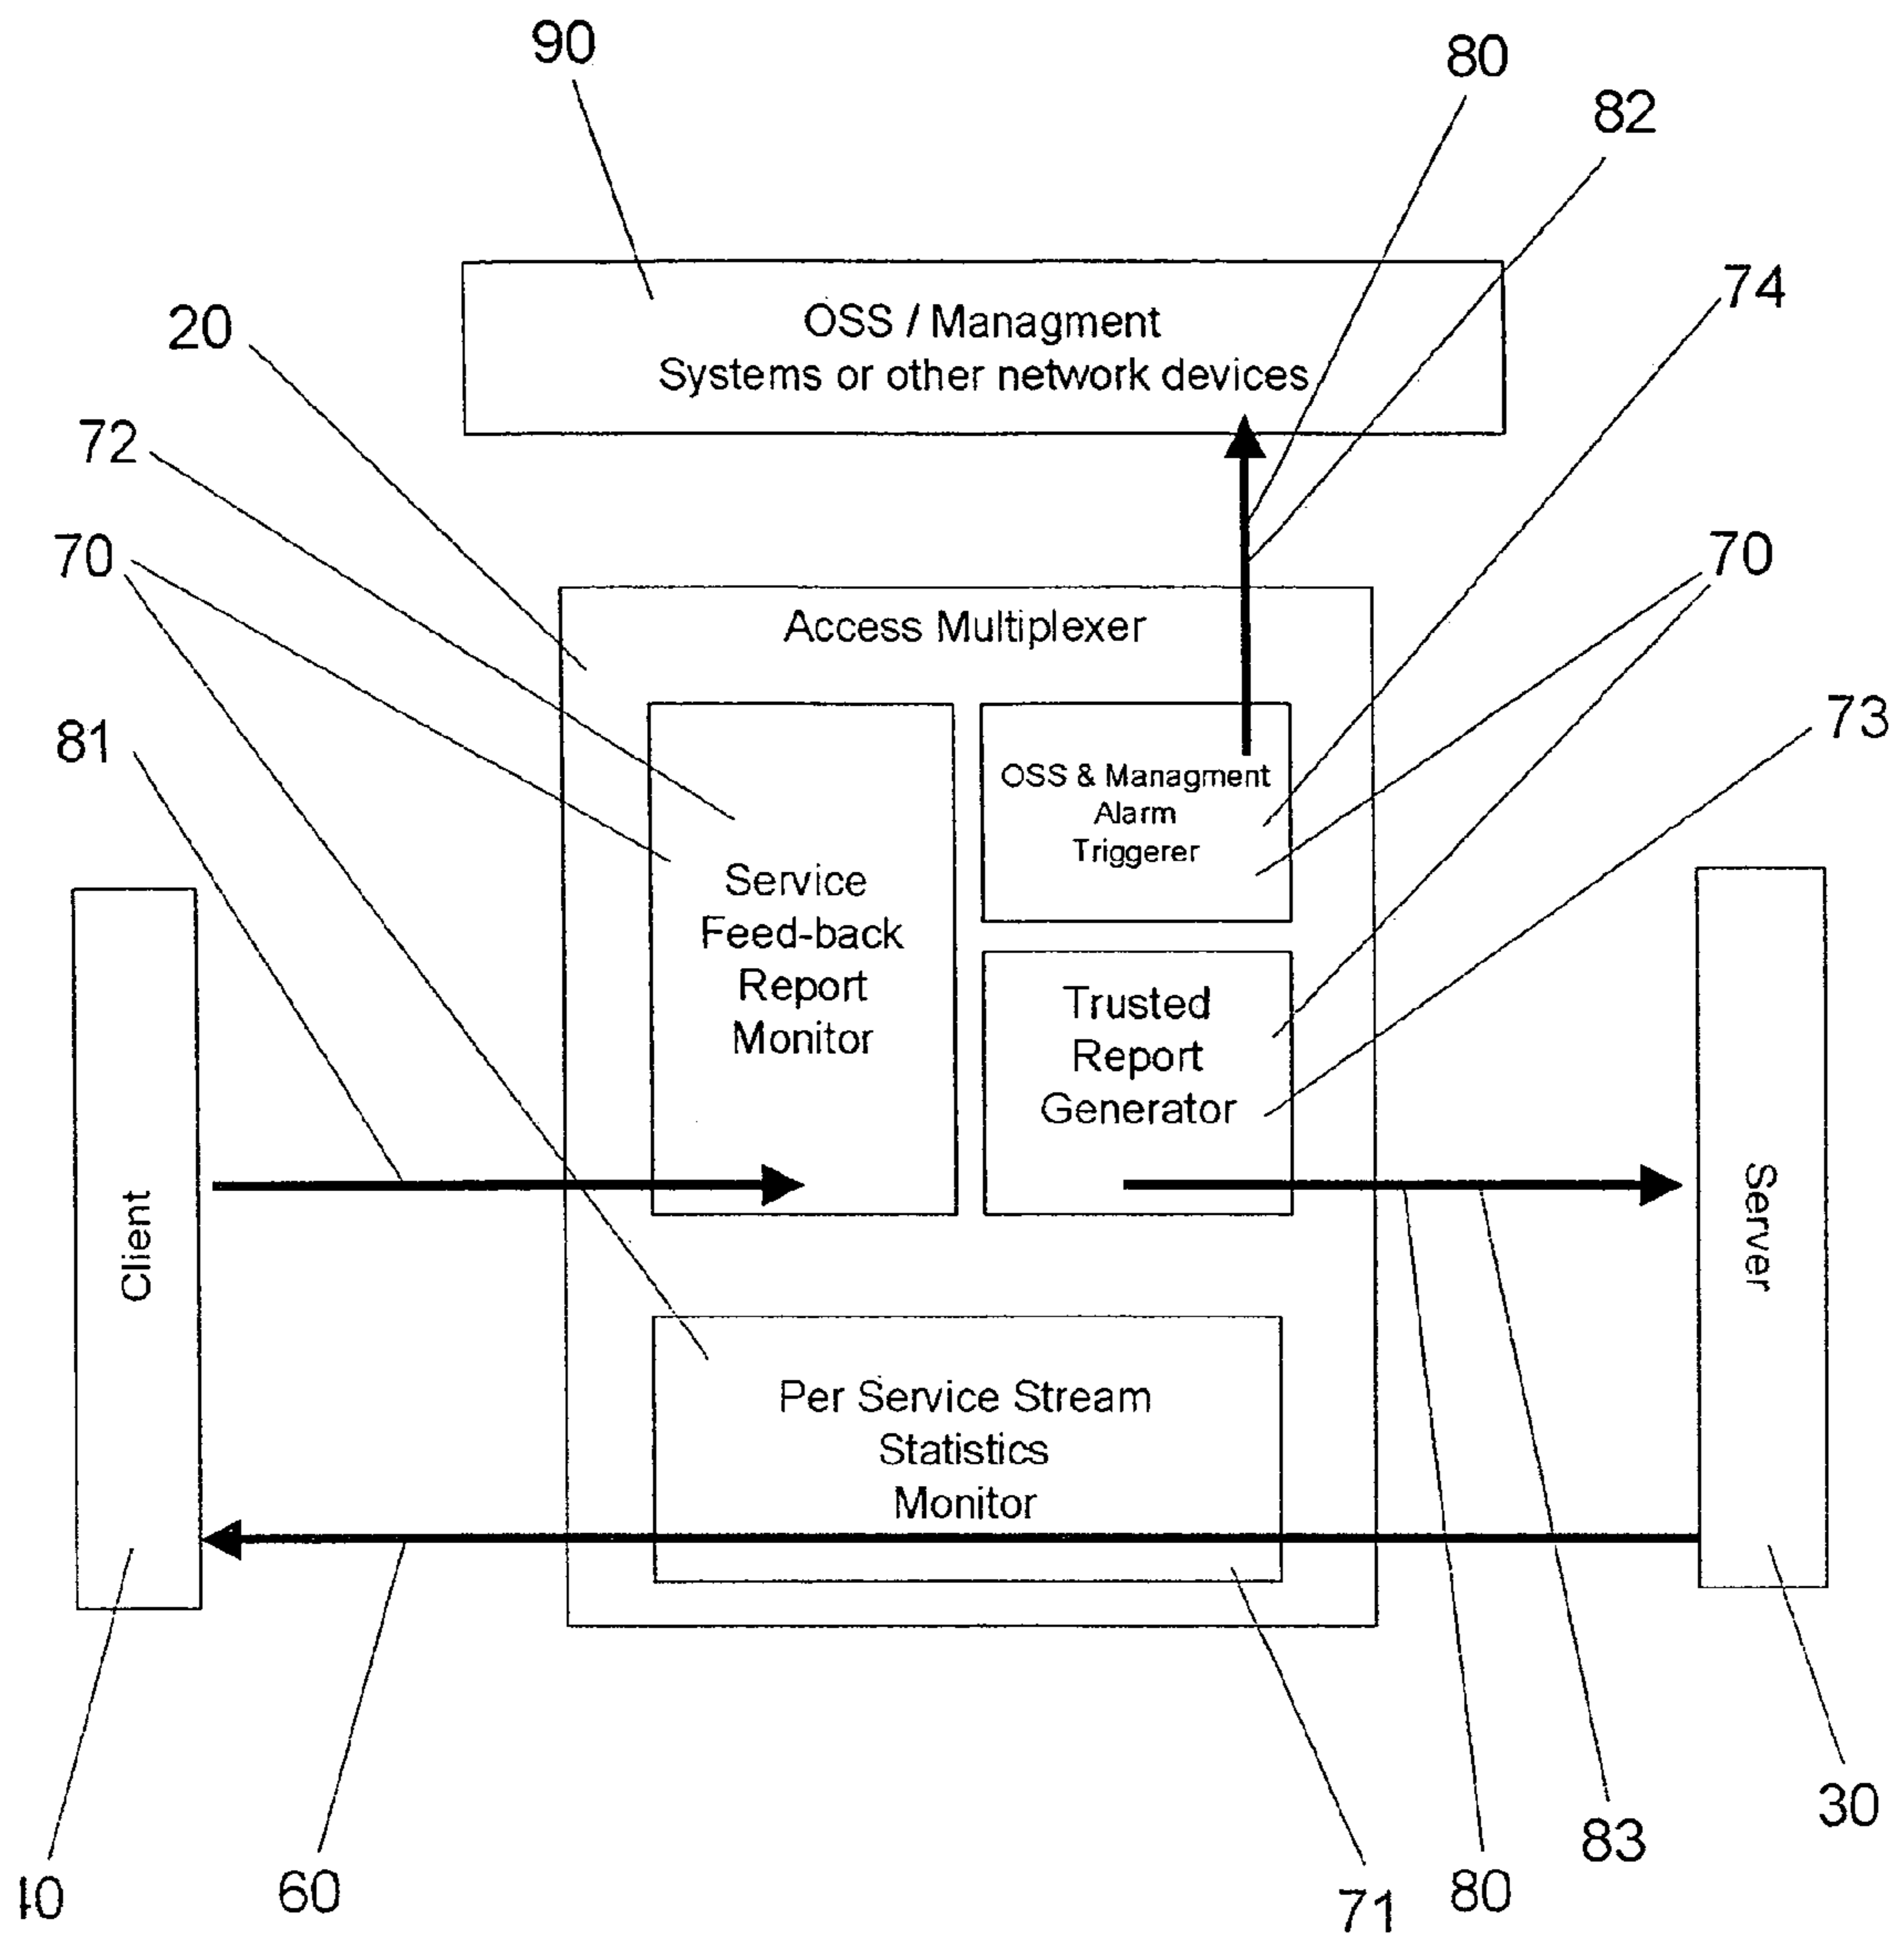 90
80
82
74
OSS / Managment
Systems or other network devices
20
72
70
70
Access Multiplexer
81
73
OSS & Managment
Alarm
Triggerer
Service
Feed-back
Report
Monitor
Trusted
Report
Generator
Client
Server
Per Service Stream
Statistics
Monitor
10
60
71
80
83
30